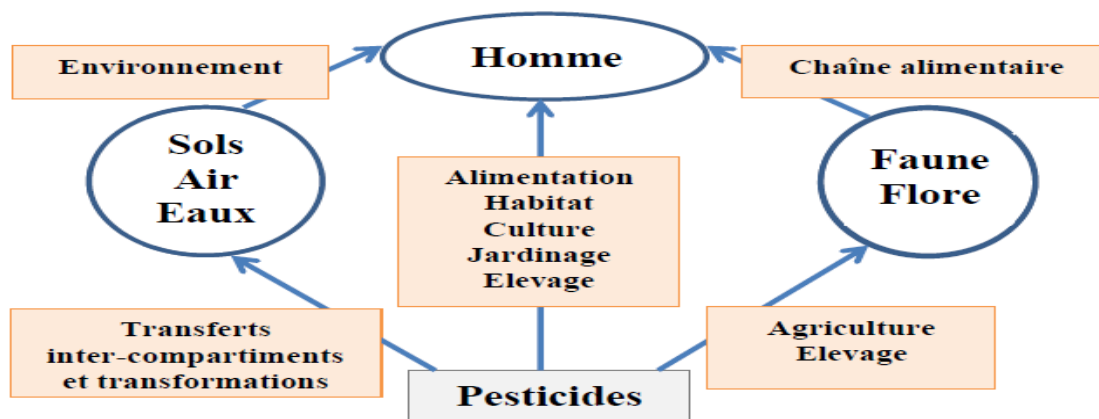 Homme
Environnement
Chaîne alimentaire
Sols
Air
Eaux
Alimentation
Habitat
Culture
Jardinage
Elevage
Faune
Flore
Transferts
inter-compartiments
et transformations
Agriculture
Elevage
Pesticides